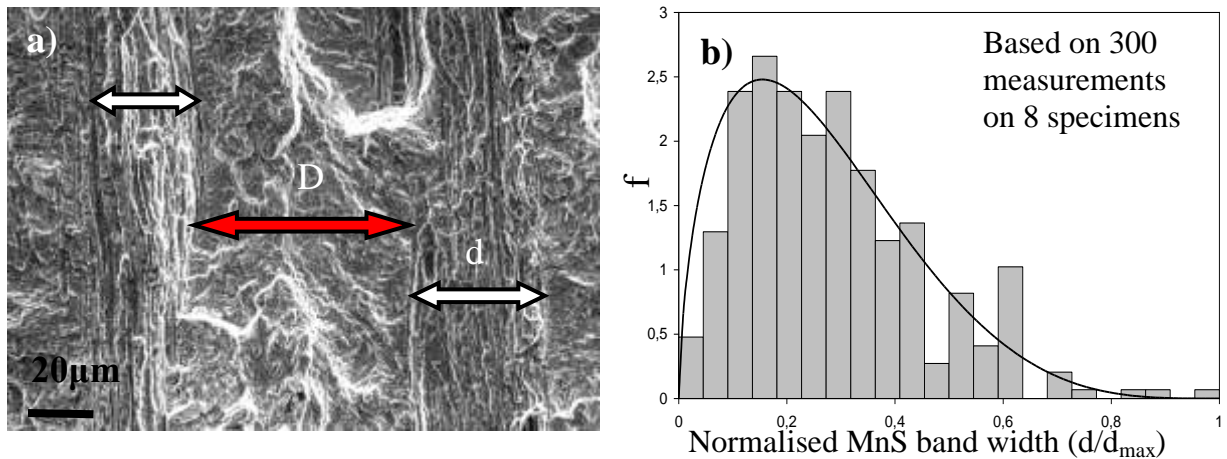 a)
D
d
20µm
b)
Based on 300
measurements
on 8 specimens
3
2,5
2
1,5
1
0,5
0
f
0 0,2 0,4 0,6 0,8 1
Normalised MnS band width (d/dmax)